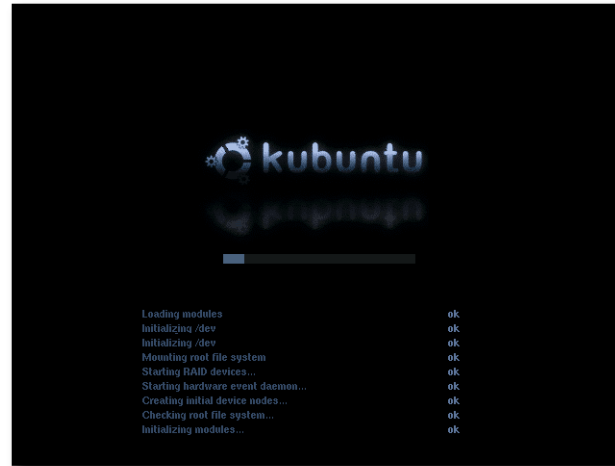 kubuntu
Loading modules ok
Initializing /dev ok
Initializing /dev ok
Mounting root file system ok
Starting RAID devices... ok
Starting hardware event daemon... ok
Creating initial device nodes... ok
Checking root file system... ok
Initializing modules... ok